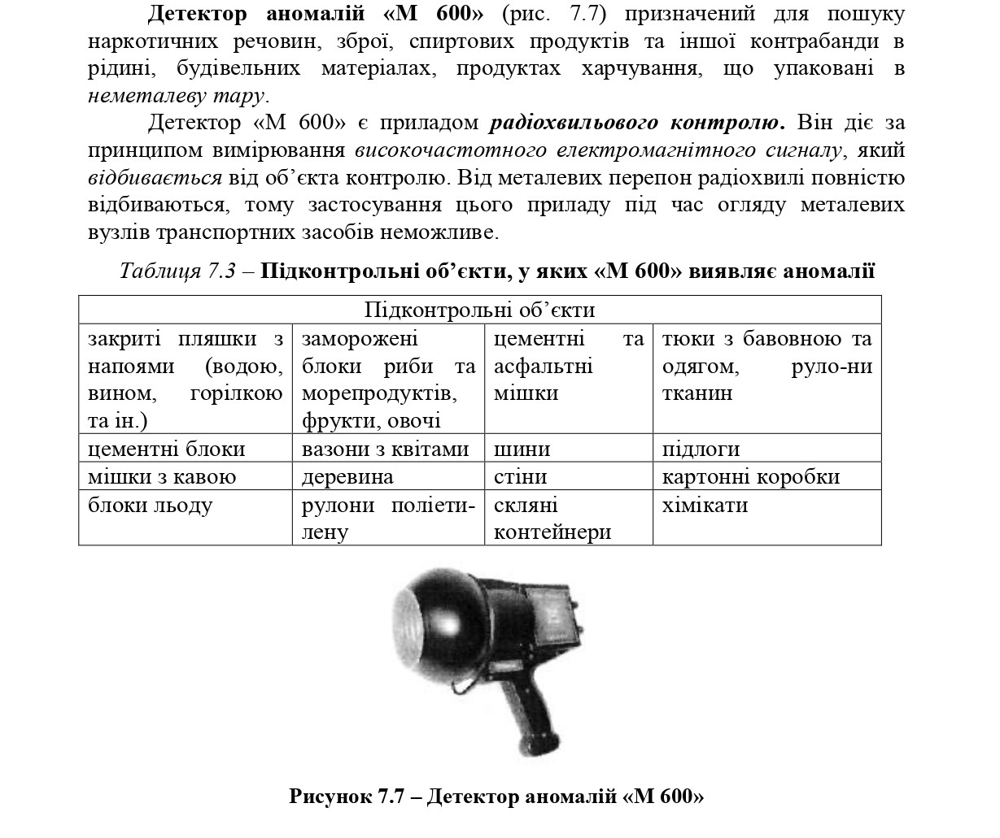 Детектор аномалій «М 600» (рис. 7.7) призначений для пошуку
наркотичних речовин, зброї, спиртових продуктів та іншої контрабанди в
рідині, будівельних матеріалах, продуктах харчування, що упаковані в
неметалеву тару.
Детектор «М 600» є приладом радіохвильового контролю. Він діє за
принципом вимірювання високочастотного електромагнітного сигналу, який
відбивається від об’єкта контролю. Від металевих перепон радіохвилі повністю
відбиваються, тому застосування цього приладу під час огляду металевих
вузлів транспортних засобів неможливе.
Таблиця 7.3 – Підконтрольні об’єкти, у яких «М 600» виявляє аномалії
Підконтрольні об’єкти
закриті пляшки з
напоями (водою,
вином, горілкою
та ін.)
заморожені
блоки риби та
морепродуктів,
фрукти, овочі
цементні та
асфальтні
мішки
тюки з бавовною та
одягом, руло-ни
тканин
цементні блоки
вазони з квітами
шини
підлоги
мішки з кавою
деревина
стіни
картонні коробки
блоки льоду
рулони поліети-
лену
скляні
контейнери
хімікати
Рисунок 7.7 – Детектор аномалій «М 600»